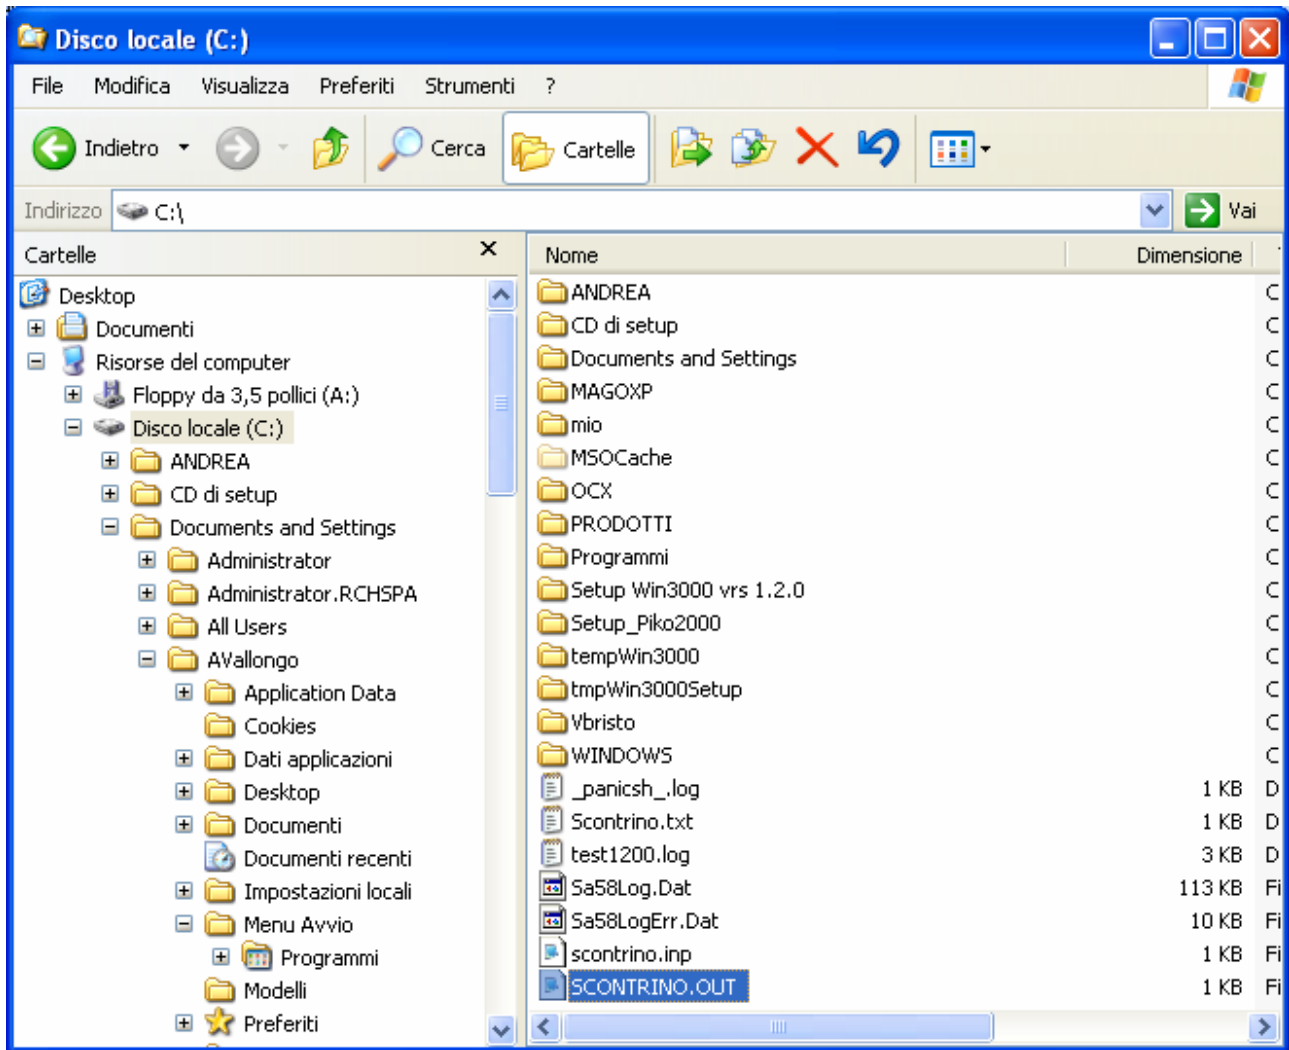 Disco locale (C:)
File Modifica Visualizza Preferiti Strumenti ?
Indietro Cerca Cartelle
Indirizzo C:\ Vai
Cartelle
Desktop
Documenti
Risorse del computer
Floppy da 3,5 pollici (A:)
Disco locale (C:)
ANDREA
CD di setup
Documents and Settings
Administrator
Administrator.RCHSPA
All Users
AVallongo
Application Data
Cookies
Dati applicazioni
Desktop
Documenti
Documenti recenti
Impostazioni locali
Menu Avvio
Programmi
Modelli
Preferiti
Nome Dimensione
ANDREA C
CD di setup C
Documents and Settings C
MAGOXP C
mio C
MSOCache C
OCX C
PRODOTTI C
Programmi C
Setup Win3000 vrs 1.2.0 C
Setup_Piko2000 C
tempWin3000 C
tmpWin3000Setup C
Vbristo C
WINDOWS C
_panicsh_.log 1 KB D
Scontrino.txt 1 KB D
test1200.log 3 KB D
Sa58Log.Dat 113 KB Fi
Sa58LogErr.Dat 10 KB Fi
scontrino.inp 1 KB Fi
SCONTRINO.OUT 1 KB Fi